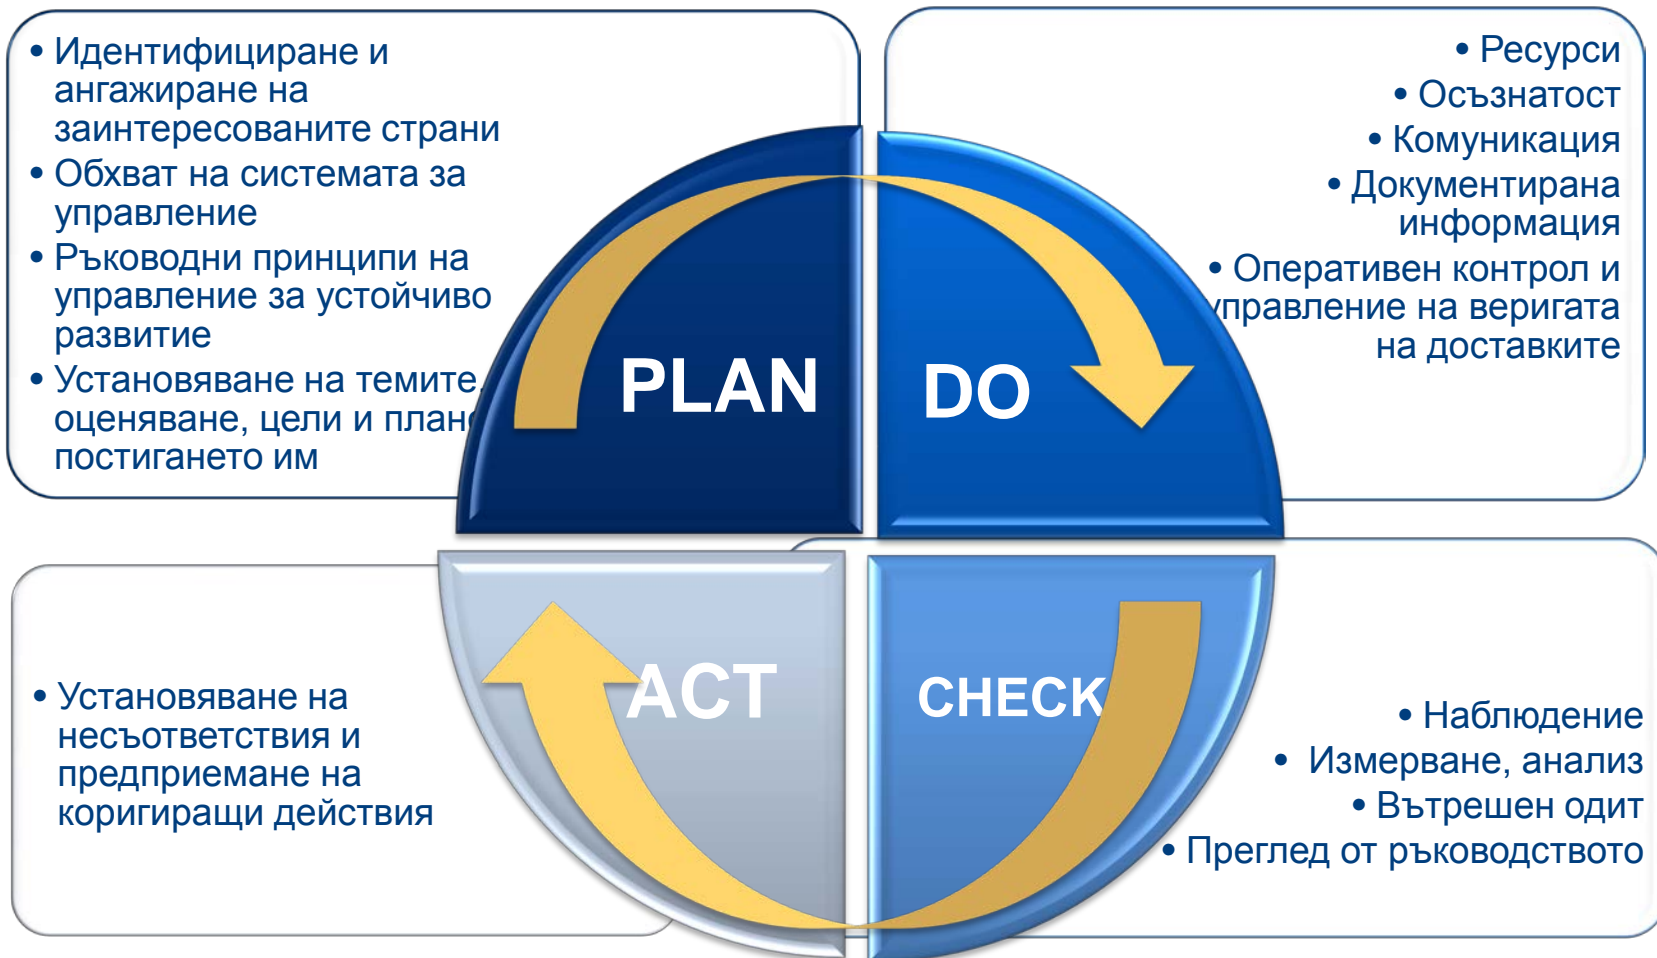 • Идентифициране и
ангажиране на
заинтересованите страни
• Обхват на системата за
управление
• Ръководни принципи на
управление за устойчиво
развитие
• Установяване на темите,
оценяване, цели и план
постигането им
• Ресурси
• Осъзнатост
• Комуникация
• Документирана
информация
• Оперативен контрол и
управление на веригата
на доставките
PLAN
DO
ACT
CHECK
• Установяване на
несъответствия и
предприемане на
коригиращи действия
• Наблюдение
• Измерване, анализ
• Вътрешен одит
• Преглед от ръководството